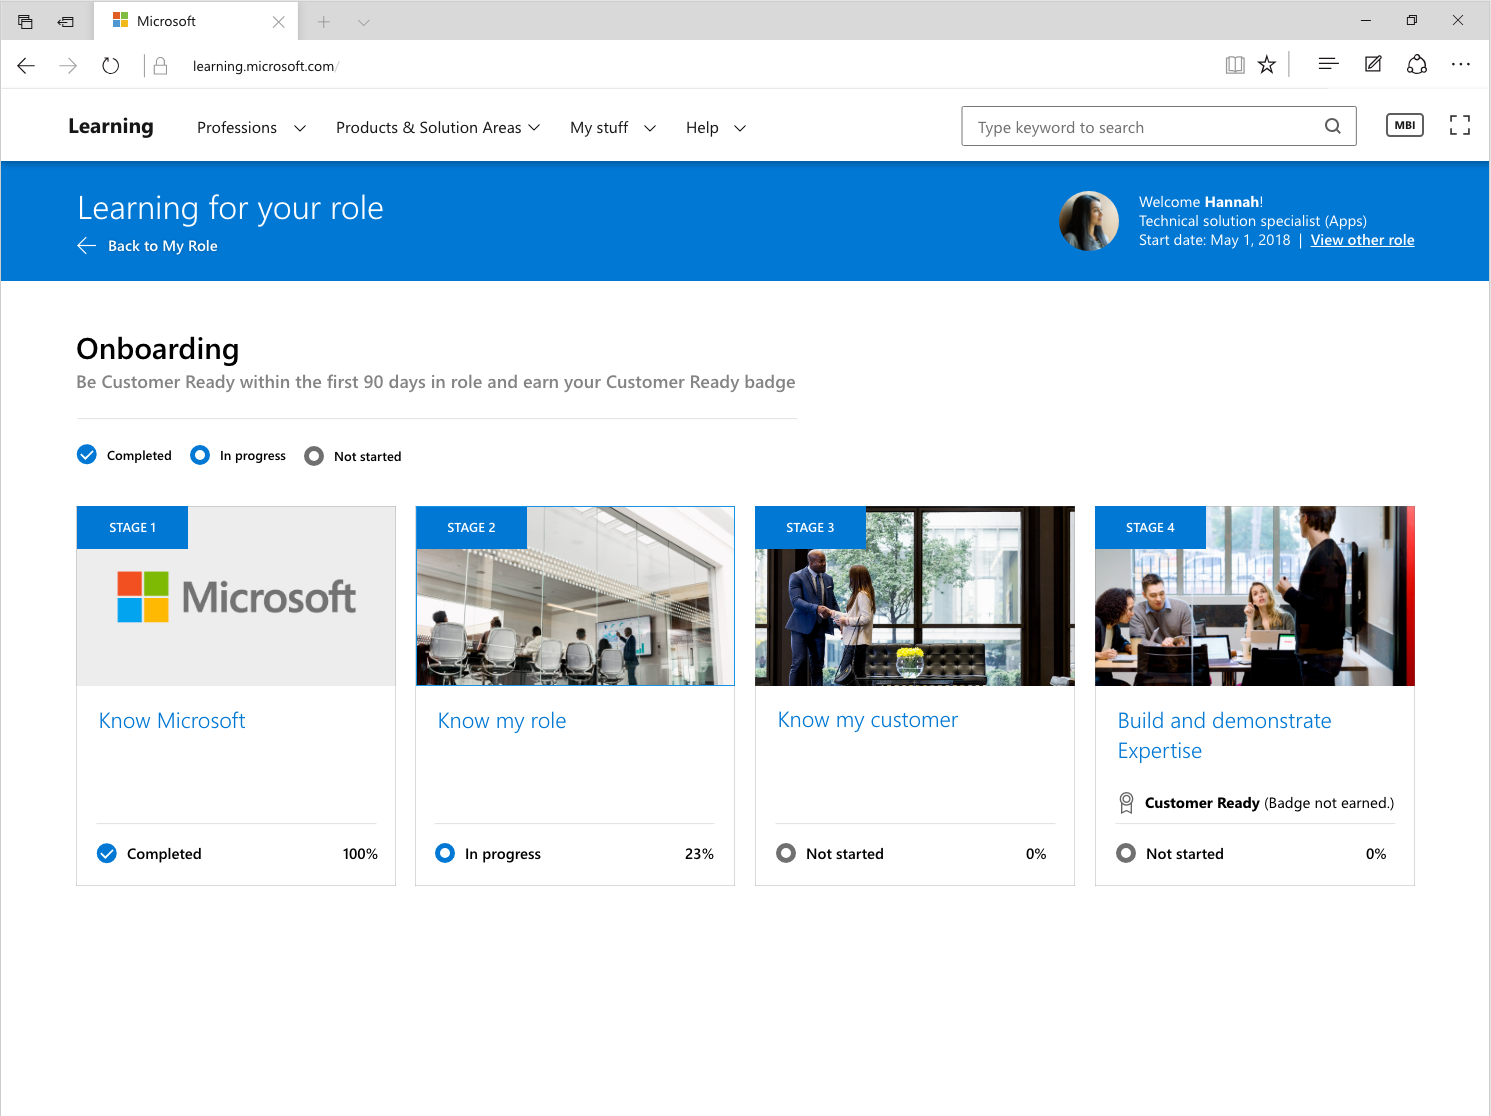 Microsoft
learning.microsoft.com/
Learning
Professions
Products & Solution Areas
My stuff
Help
Type keyword to search
MBI
Learning for your role
Back to My Role
Welcome Hannah!
Technical solution specialist (Apps)
Start date: May 1, 2018 | View other role
Onboarding
Be Customer Ready within the first 90 days in role and earn your Customer Ready badge
Completed
In progress
Not started
STAGE 1
Microsoft
Know Microsoft
Completed 100%
STAGE 2
Know my role
In progress 23%
STAGE 3
Know my customer
Not started 0%
STAGE 4
Build and demonstrate
Expertise
Customer Ready (Badge not earned.)
Not started 0%